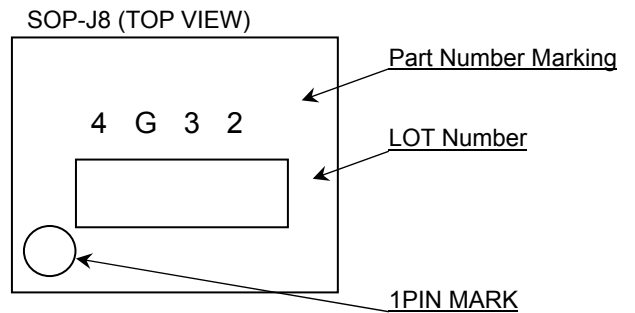 SOP-J8 (TOP VIEW)
Part Number Marking
4 G 3 2
LOT Number
1PIN MARK